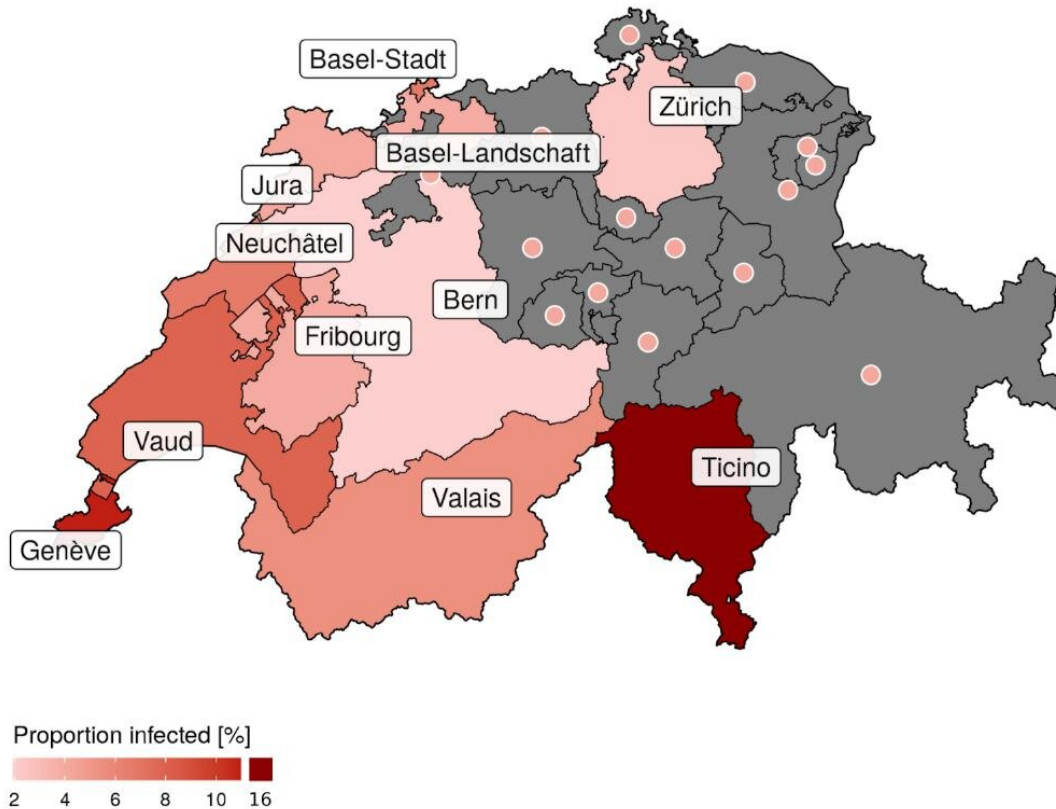 Basel-Stadt
Zürich
Basel-Landschaft
Jura
Neuchâtel
Bern
Fribourg
Vaud
Ticino
Valais
Genève
Proportion infected [%]
2 4 6 8 10 16